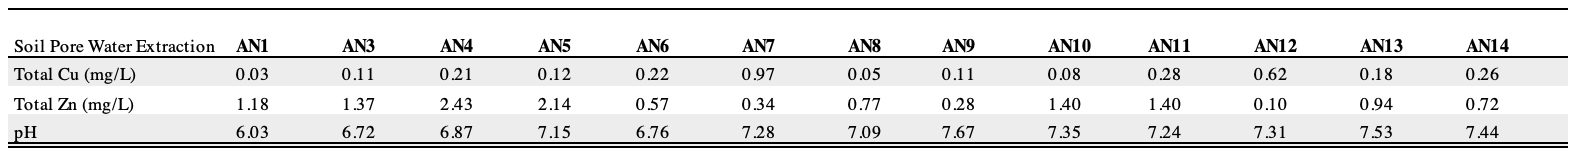 Soil Pore Water Extraction AN1 AN3 AN4 AN5 AN6 AN7 AN8 AN9 AN10 AN11 AN12 AN13 AN14
Total Cu (mg/L) 0.03 0.11 0.21 0.12 0.22 0.97 0.05 0.11 0.08 0.28 0.62 0.18 0.26
Total Zn (mg/L) 1.18 1.37 2.43 2.14 0.57 0.34 0.77 0.28 1.40 1.40 0.10 0.94 0.72
pH 6.03 6.72 6.87 7.15 6.76 7.28 7.09 7.67 7.35 7.24 7.31 7.53 7.44